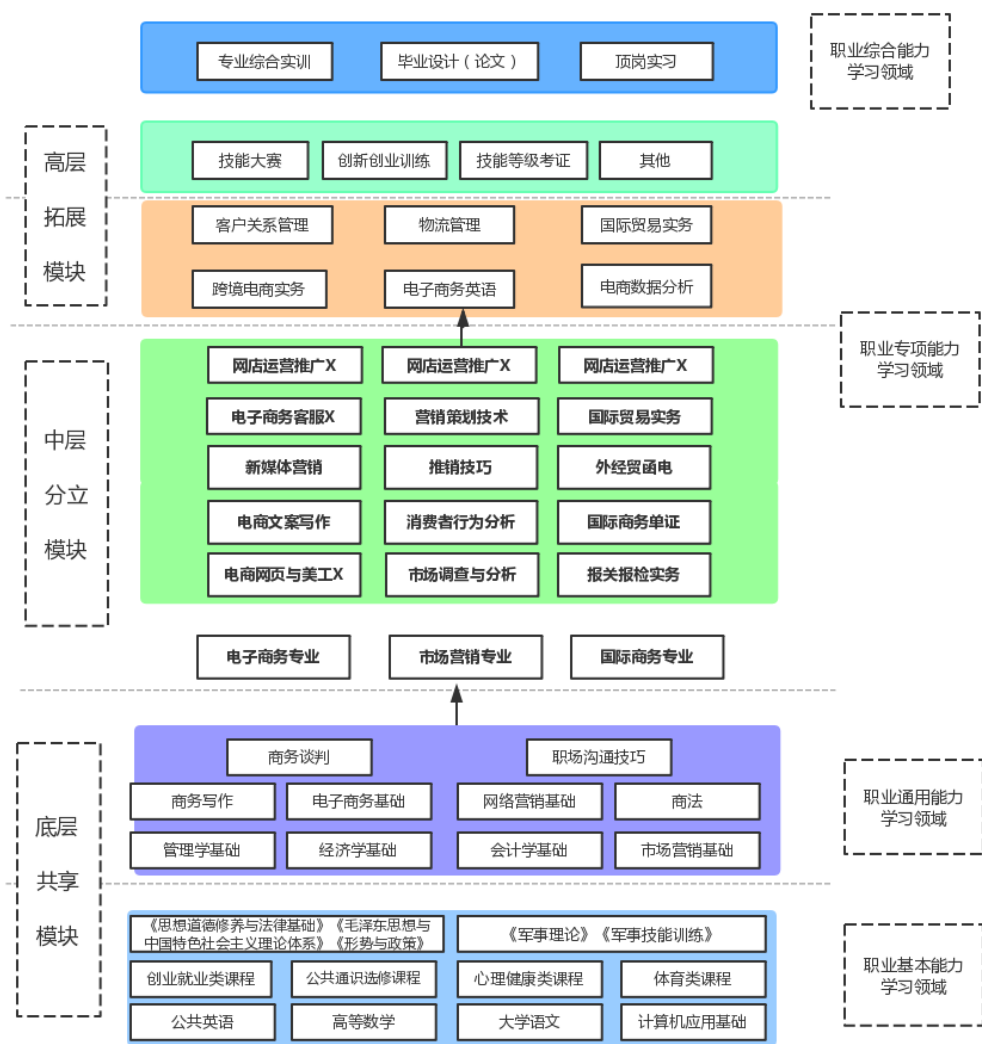 专业综合实训
毕业设计（论文）
顶岗实习
职业综合能力
学习领域
高层
拓展
模块
技能大赛
创新创业训练
技能等级考证
其他
客户关系管理
物流管理
国际贸易实务
跨境电商实务
电子商务英语
电商数据分析
职业专项能力
学习领域
中层
分立
模块
网店运营推广X
网店运营推广X
网店运营推广X
电子商务客服X
营销策划技术
国际贸易实务
新媒体营销
推销技巧
外经贸函电
电商文案写作
消费者行为分析
国际商务单证
电商网页与美工X
市场调查与分析
报关报检实务
电子商务专业
市场营销专业
国际商务专业
底层
共享
模块
商务谈判
职场沟通技巧
商务写作
电子商务基础
网络营销基础
商法
管理学基础
经济学基础
会计学基础
市场营销基础
职业通用能力
学习领域
《思想道德修养与法律基础》《毛泽东思想与
中国特色社会主义理论体系》《形势与政策》
《军事理论》《军事技能训练》
创业就业类课程
公共通识选修课程
心理健康类课程
体育类课程
公共英语
高等数学
大学语文
计算机应用基础
职业基本能力
学习领域